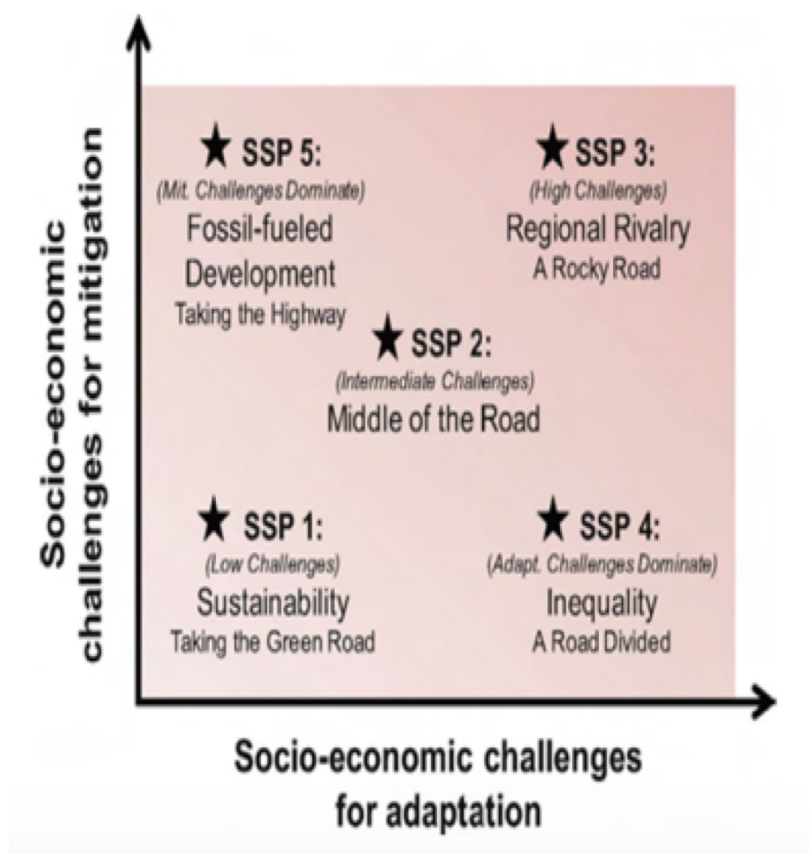 Socio-economic
challenges for mitigation
SSP 5:
(Mit. Challenges Dominate)
Fossil-fueled
Development
Taking the Highway
SSP 3:
(High Challenges)
Regional Rivalry
A Rocky Road
SSP 2:
(Intermediate Challenges)
Middle of the Road
SSP 1:
(Low Challenges)
Sustainability
Taking the Green Road
SSP 4:
(Adapt. Challenges Dominate)
Inequality
A Road Divided
Socio-economic challenges
for adaptation